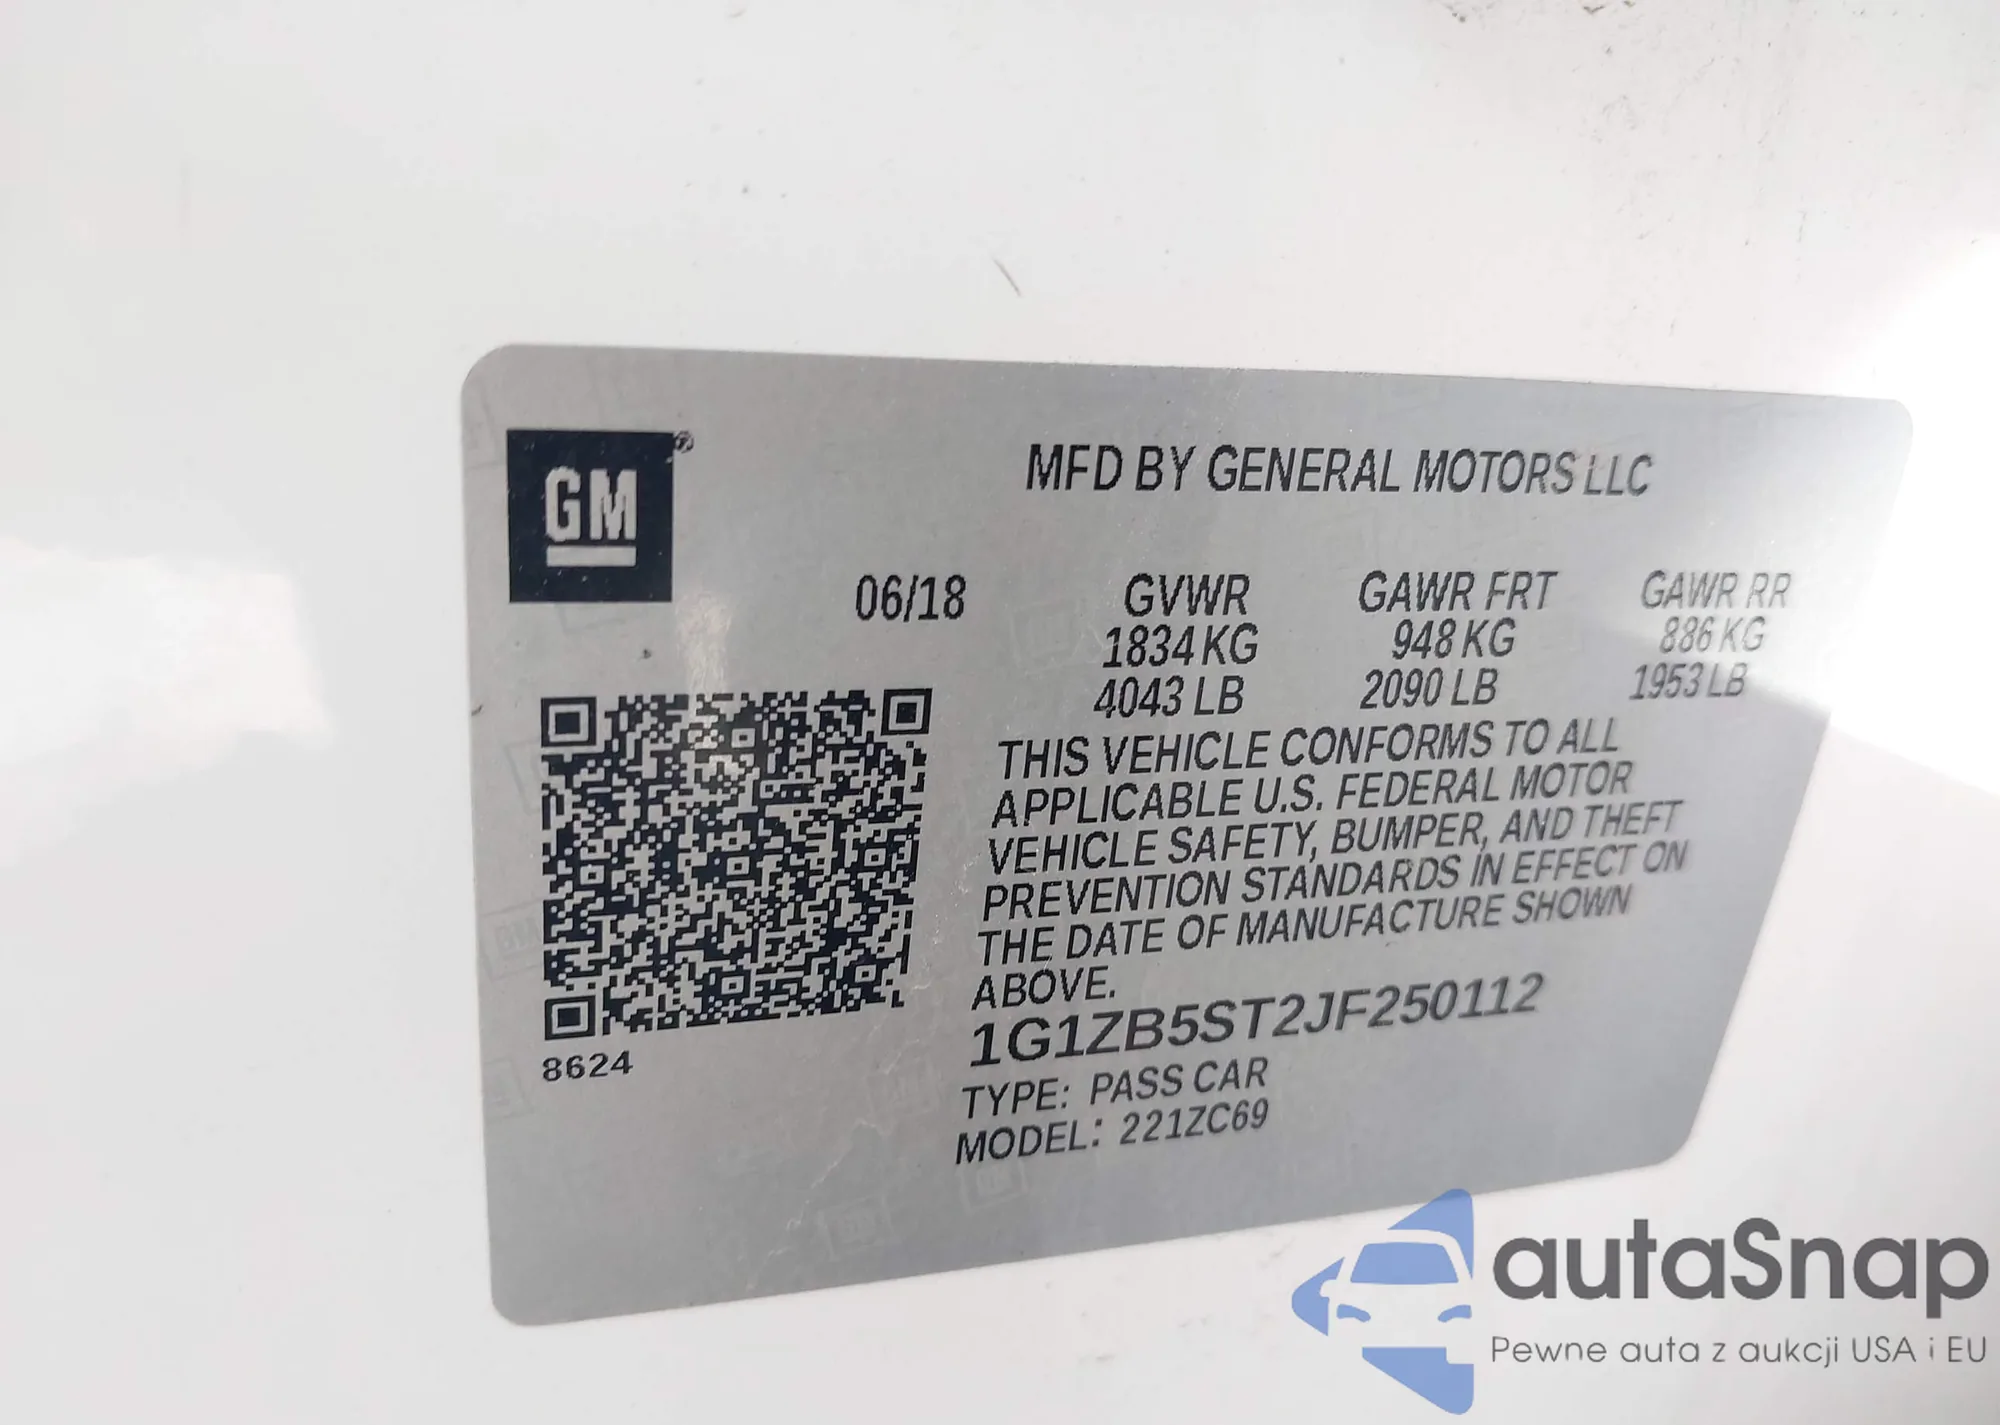 GM®
MFD BY GENERAL MOTORS LLC
06/18 GVWR GAWR FRT GAWR RR
1834 KG 948 KG 886 KG
4043 LB 2090 LB 1953 LB
THIS VEHICLE CONFORMS TO ALL
APPLICABLE U.S. FEDERAL MOTOR
VEHICLE SAFETY, BUMPER, AND THEFT
PREVENTION STANDARDS IN EFFECT ON
THE DATE OF MANUFACTURE SHOWN
ABOVE.
1G1ZB5ST2JF250112
8624
TYPE: PASS CAR
MODEL: 221ZC69
autaSnap
Pewne auta z aukcji USA i EU